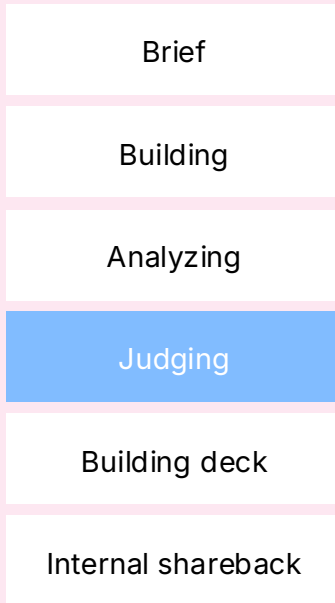 Brief
Building
Analyzing
Judging
Building deck
Internal shareback